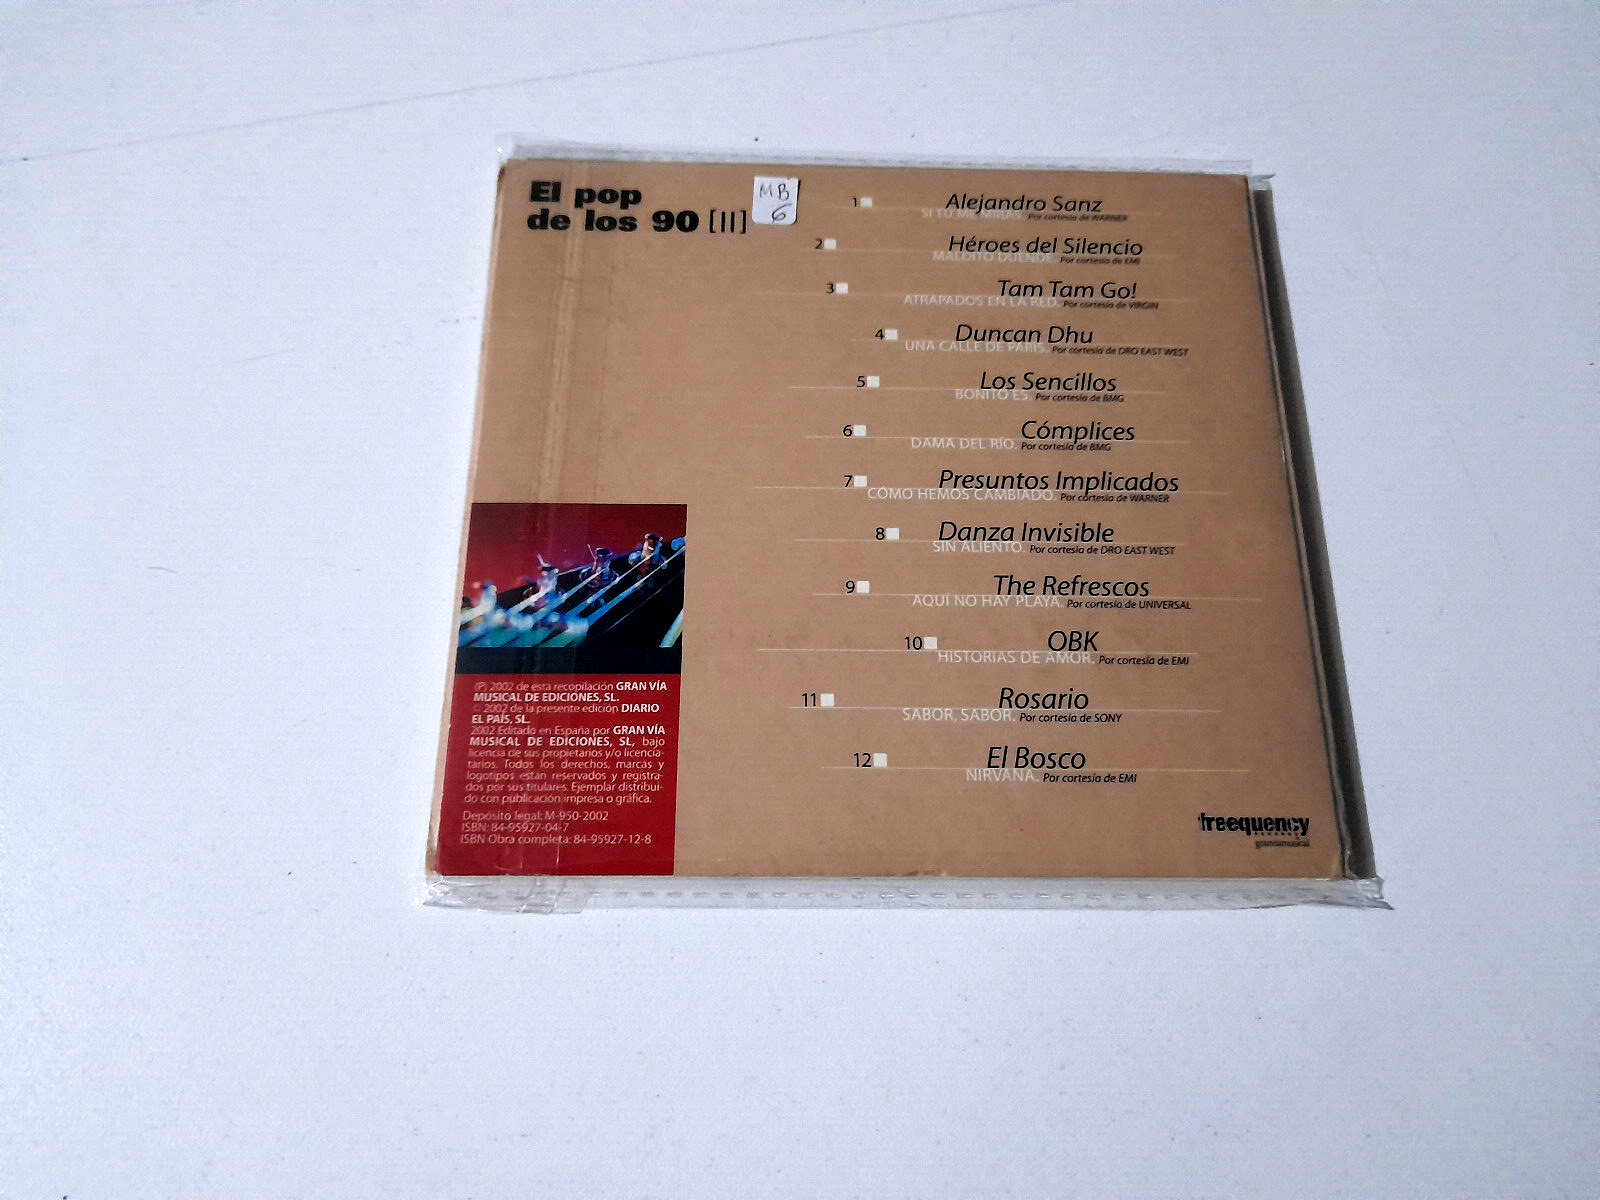 El pop
de los 90 [II]
MB
6
1 Alejandro Sanz
SI TÚ ME MIRAS. Por cortesía de WARNER
2 Héroes del Silencio
MALDITO DUENDE. Por cortesía de EMI
3 Tam Tam Go!
ATRAPADOS EN LA RED. Por cortesía de VIRGIN
4 Duncan Dhu
UNA CALLE DE PARÍS. Por cortesía de DRO EAST WEST
5 Los Sencillos
BONITO ES. Por cortesía de BMG
6 Cómplices
DAMA DEL RÍO. Por cortesía de BMG
7 Presuntos Implicados
CÓMO HEMOS CAMBIADO. Por cortesía de WARNER
8 Danza Invisible
SIN ALIENTO. Por cortesía de DRO EAST WEST
9 The Refrescos
AQUÍ NO HAY PLAYA. Por cortesía de UNIVERSAL
10 OBK
HISTORIAS DE AMOR. Por cortesía de EMI
11 Rosario
SABOR, SABOR. Por cortesía de SONY
12 El Bosco
NIRVANA. Por cortesía de EMI
(P) 2002 de esta recopilación GRAN VÍA
MUSICAL DE EDICIONES, SL.
© 2002 de la presente edición DIARIO
EL PAÍS, SL.
2002 Editado en España por GRAN VÍA
MUSICAL DE EDICIONES, SL, bajo
licencia de sus propietarios y/o licencia-
tarios. Todos los derechos, marcas y
logotipos están reservados y registra-
dos por sus titulares. Ejemplar distribui-
do con publicación impresa o gráfica.
Depósito legal: M-950-2002
ISBN: 84-95927-04-7
ISBN Obra completa: 84-95927-12-8
freequency